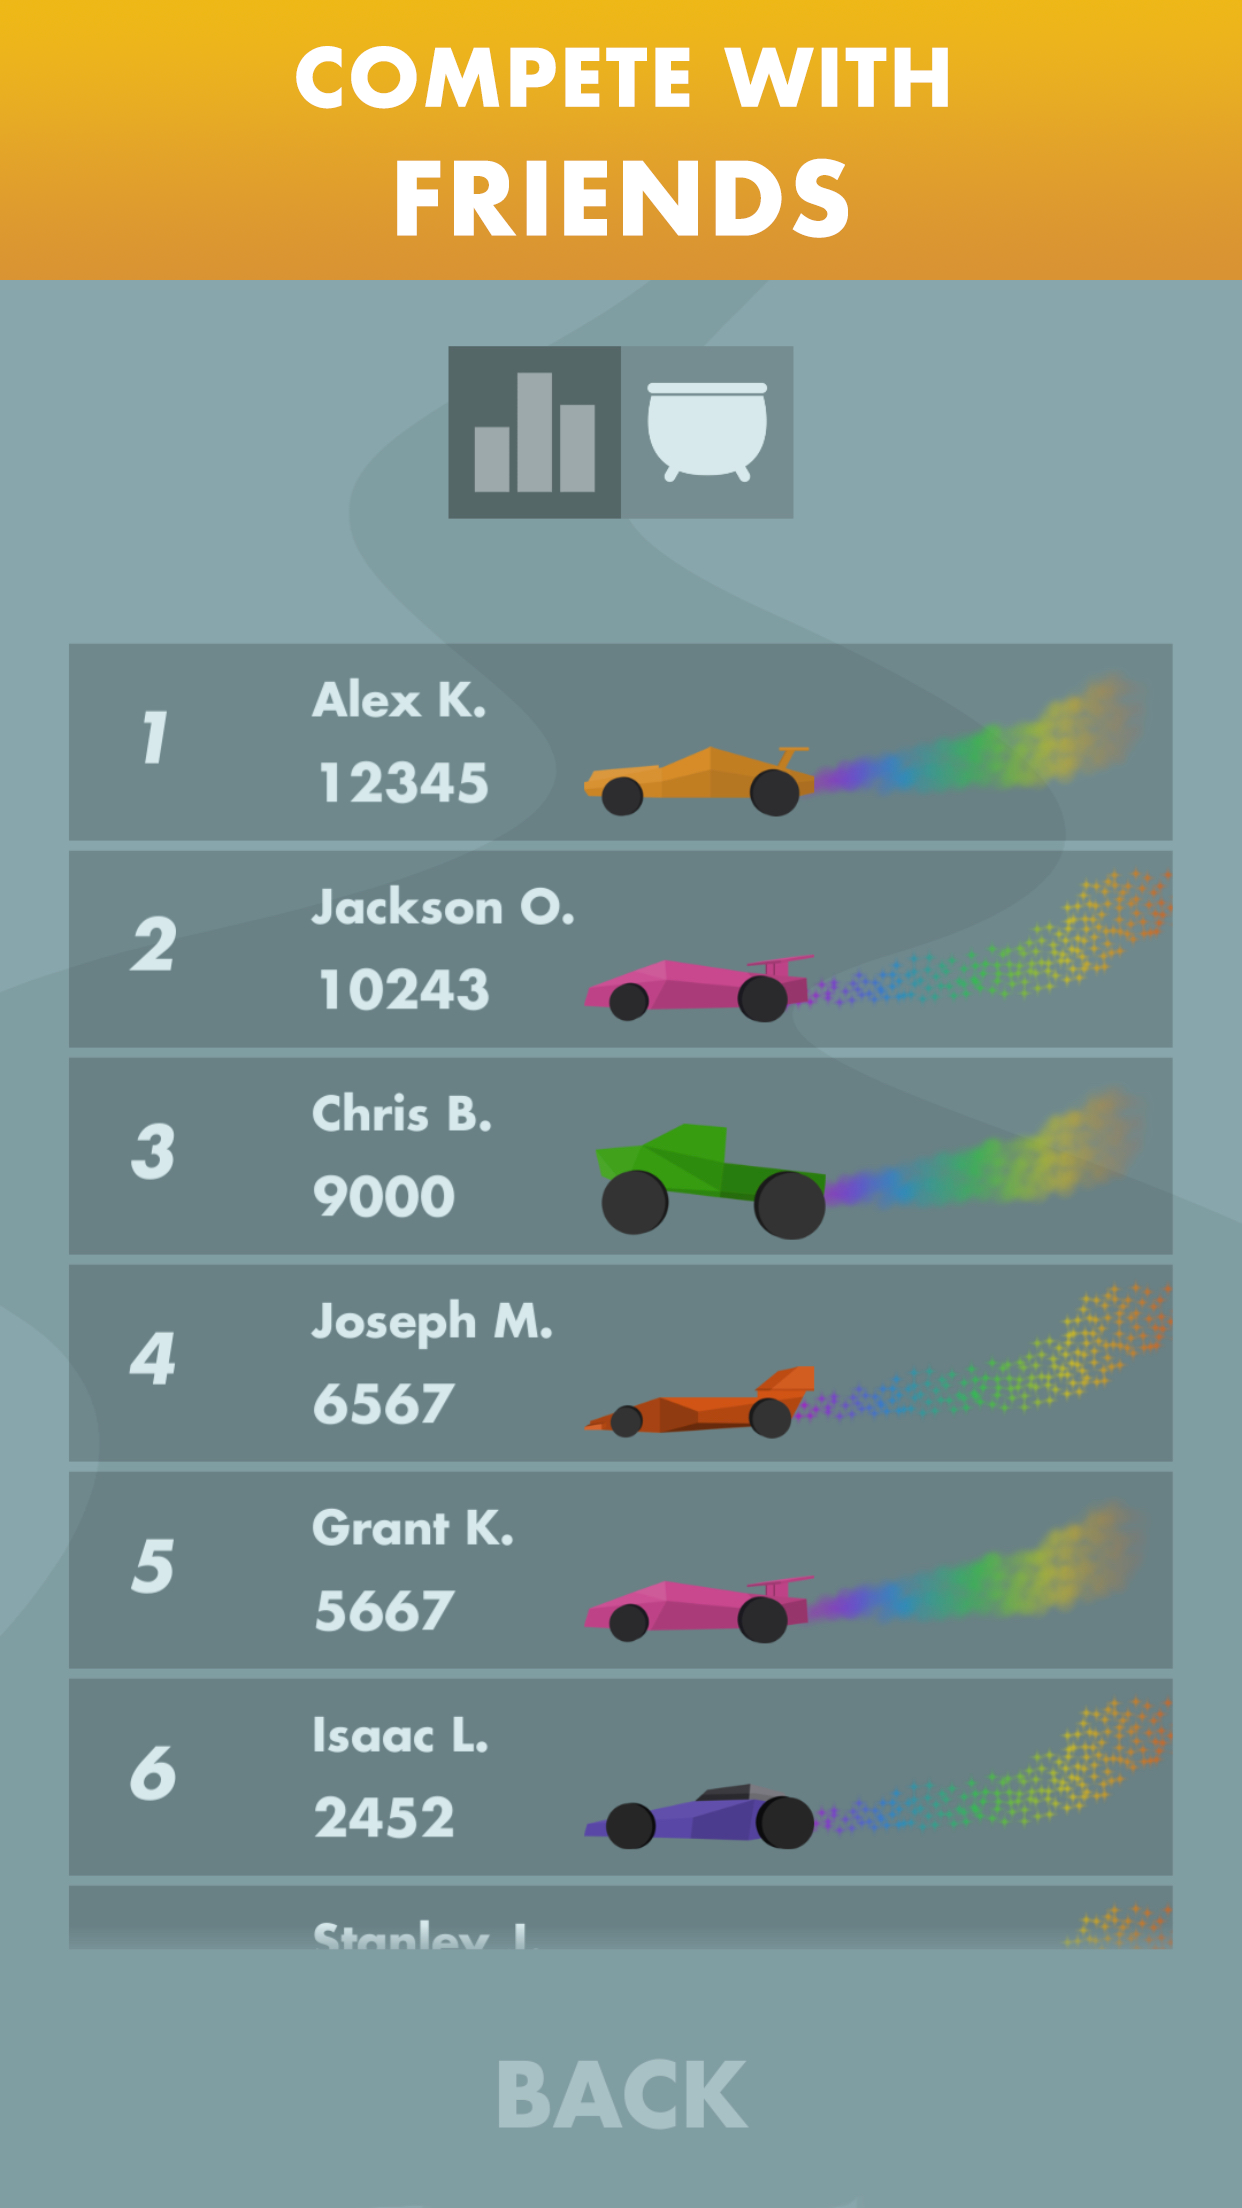 COMPETE WITH
FRIENDS
1
Alex K.
12345
2
Jackson O.
10243
3
Chris B.
9000
4
Joseph M.
6567
5
Grant K.
5667
6
Isaac L.
2452
Stanley
BACK